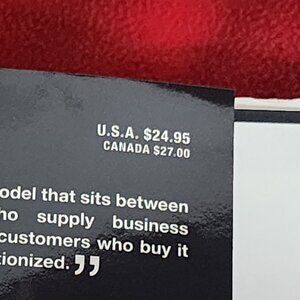 U.S.A. $24.95
CANADA $27.00
odel that sits between
ho supply business
customers who buy it
tionized.”